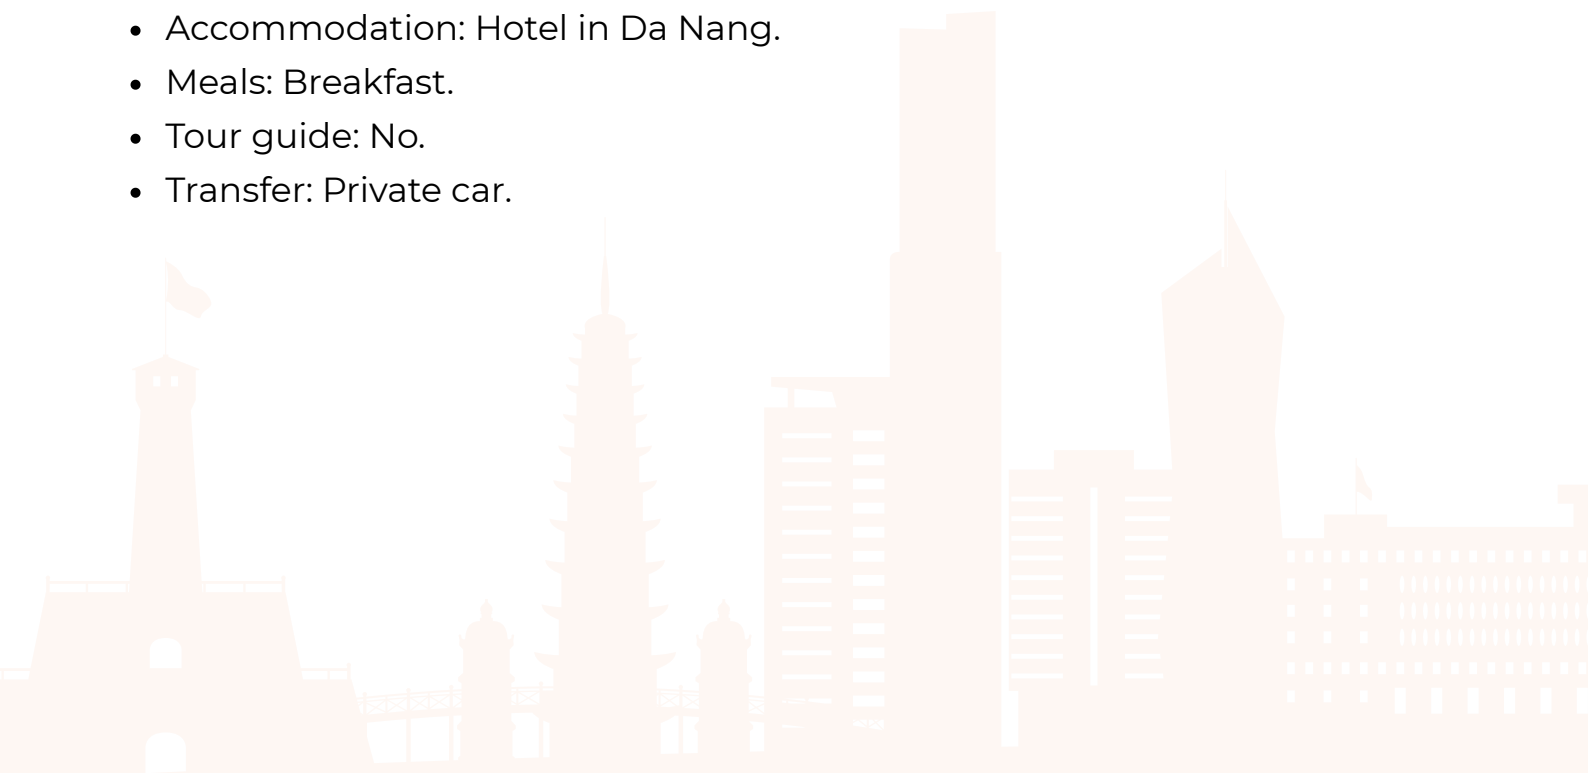 • Accommodation: Hotel in Da Nang.
• Meals: Breakfast.
• Tour guide: No.
• Transfer: Private car.